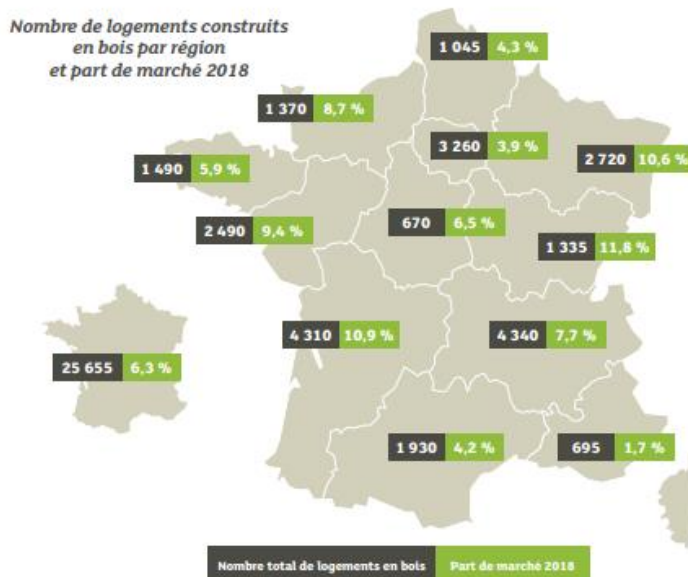 Nombre de logements construits
en bois par région
et part de marché 2018
1 045 4,3 %
1 370 8,7 %
3 260 3,9 %
2 720 10,6 %
1 490 5,9 %
2 490 9,4 %
670 6,5 %
1 335 11,8 %
4 310 10,9 %
4 340 7,7 %
25 655 6,3 %
1 930 4,2 %
695 1,7 %
Nombre total de logements en bois Part de marché 2018